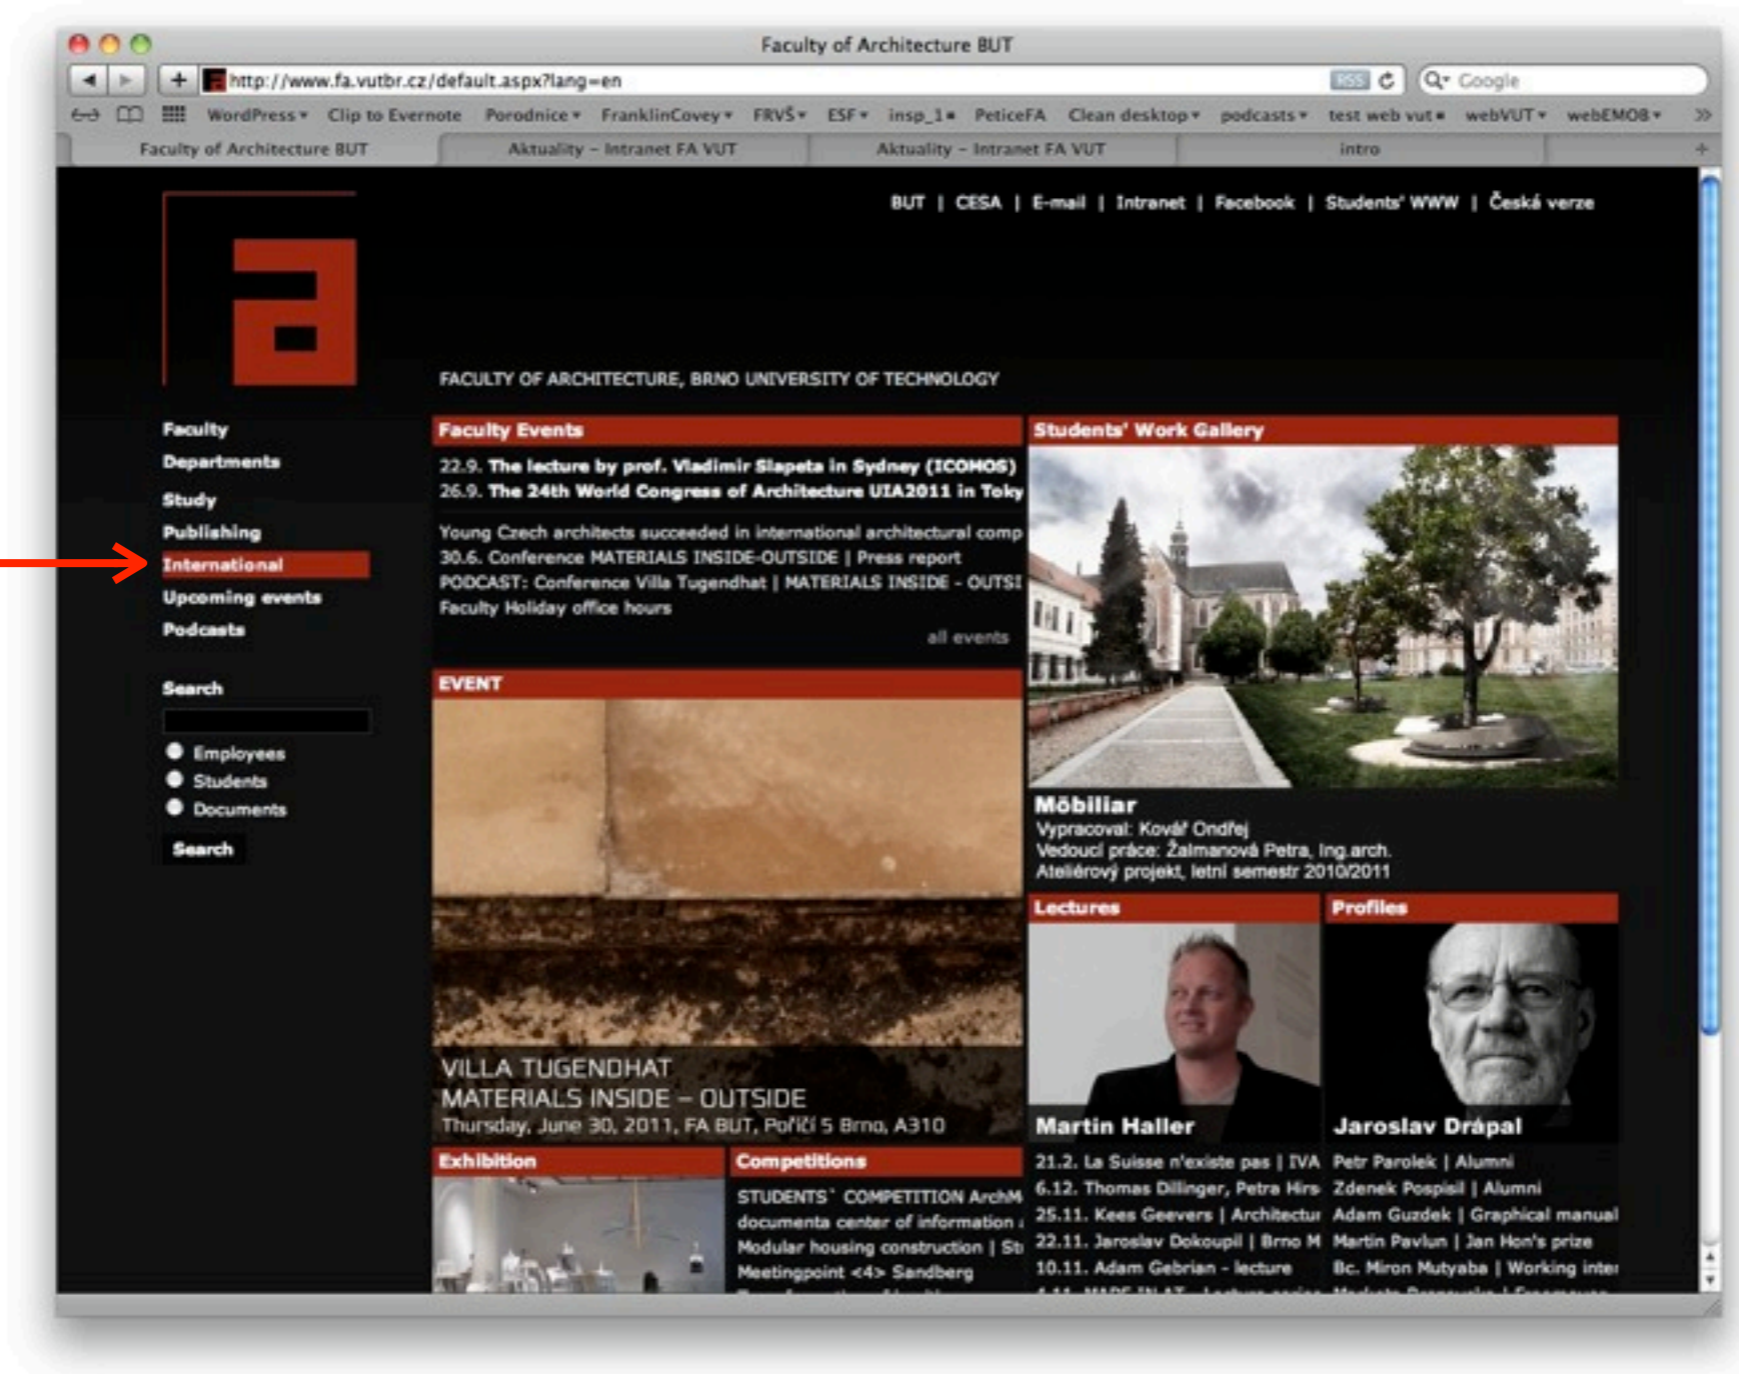 Faculty of Architecture BUT
http://www.fa.vutbr.cz/default.aspx?lang=en
RSS
Google
WordPress Clip to Evernote Porodnice FranklinCovey FRVŠ ESF insp_1 PeticeFA Clean desktop podcasts test web vut webVUT webEMOB
Faculty of Architecture BUT
Aktuality – Intranet FA VUT
Aktuality – Intranet FA VUT
intro
BUT | CESA | E-mail | Intranet | Facebook | Students' WWW | Česká verze
a
FACULTY OF ARCHITECTURE, BRNO UNIVERSITY OF TECHNOLOGY
Faculty
Departments
Study
Publishing
International
Upcoming events
Podcasts
Search
Employees
Students
Documents
Search
Faculty Events
22.9. The lecture by prof. Vladimir Slapeta in Sydney (ICOMOS)
26.9. The 24th World Congress of Architecture UIA2011 in Toky
Young Czech architects succeeded in international architectural comp
30.6. Conference MATERIALS INSIDE-OUTSIDE | Press report
PODCAST: Conference Villa Tugendhat | MATERIALS INSIDE - OUTSI
Faculty Holiday office hours
all events
EVENT
VILLA TUGENDHAT
MATERIALS INSIDE – OUTSIDE
Thursday, June 30, 2011, FA BUT, Poříčí 5 Brno, A310
Exhibition
Competitions
STUDENTS` COMPETITION ArchM
documenta center of information
Modular housing construction | St
Meetingpoint <4> Sandberg
Students' Work Gallery
Möbiliar
Vypracoval: Kovář Ondřej
Vedoucí práce: Žalmanová Petra, Ing.arch.
Ateliérový projekt, letní semestr 2010/2011
Lectures
Martin Haller
21.2. La Suisse n'existe pas | IVA
6.12. Thomas Dillinger, Petra Hirs
25.11. Kees Geevers | Architectur
22.11. Jaroslav Dokoupil | Brno M
10.11. Adam Gebrian - lecture
Profiles
Jaroslav Drápal
Petr Parolek | Alumni
Zdenek Pospisil | Alumni
Adam Guzdek | Graphical manual
Martin Pavlun | Jan Hon's prize
Bc. Miron Mutyaba | Working inter